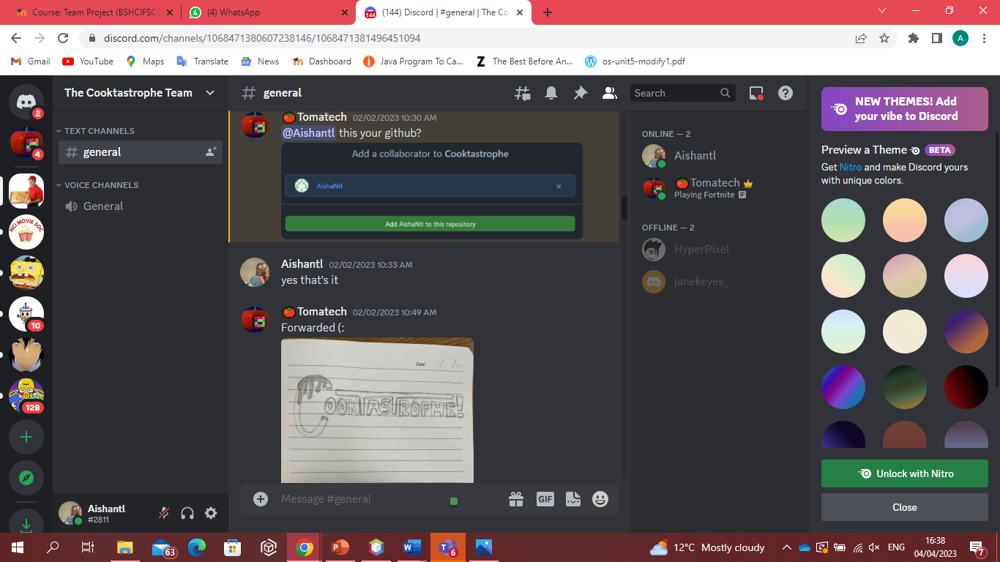 Course: Team Project (BSHCIFSC2
(4) WhatsApp
(144) Discord | #general | The Co
discord.com/channels/1068471380607238146/1068471381496451094
A
Gmail
YouTube
Maps
Translate
News
Dashboard
Java Program To Ca...
The Best Before An...
os-unit5-modify1.pdf
2
4
NCI MOVIE SOC
10
128
The Cooktastrophe Team
TEXT CHANNELS
general
VOICE CHANNELS
General
Aishantl
#2811
general
Search
Tomatech 02/02/2023 10:30 AM
@Aishantl this your github?
Add a collaborator to Cooktastrophe
AishaNtl
Add AishaNtl to this repository
Aishantl 02/02/2023 10:33 AM
yes that's it
Tomatech 02/02/2023 10:49 AM
Forwarded (:
Date / /
COOKTASTROPHE!
Message #general
GIF
ONLINE — 2
Aishantl
Tomatech
Playing Fortnite
OFFLINE — 2
HyperPixel
janekeyes_
NEW THEMES! Add
your vibe to Discord
Preview a Theme BETA
Get Nitro and make Discord yours
with unique colors.
Unlock with Nitro
Close
63
6
12°C Mostly cloudy
ENG
16:38
04/04/2023
7